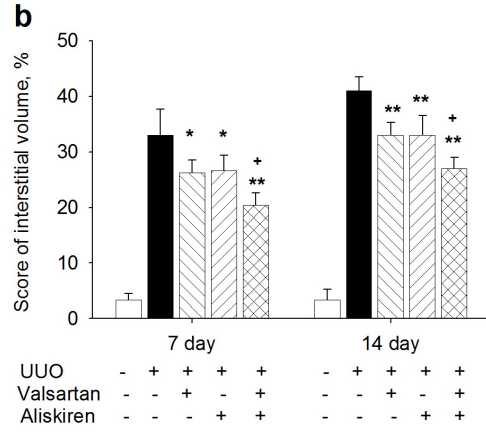 b
Score of interstitial volume, %
50
40
30
20
10
0
* * + **
** ** + **
7 day 14 day
UUO - + + + + - + + + +
Valsartan - - + - + - - + - +
Aliskiren - - - + + - - - + +